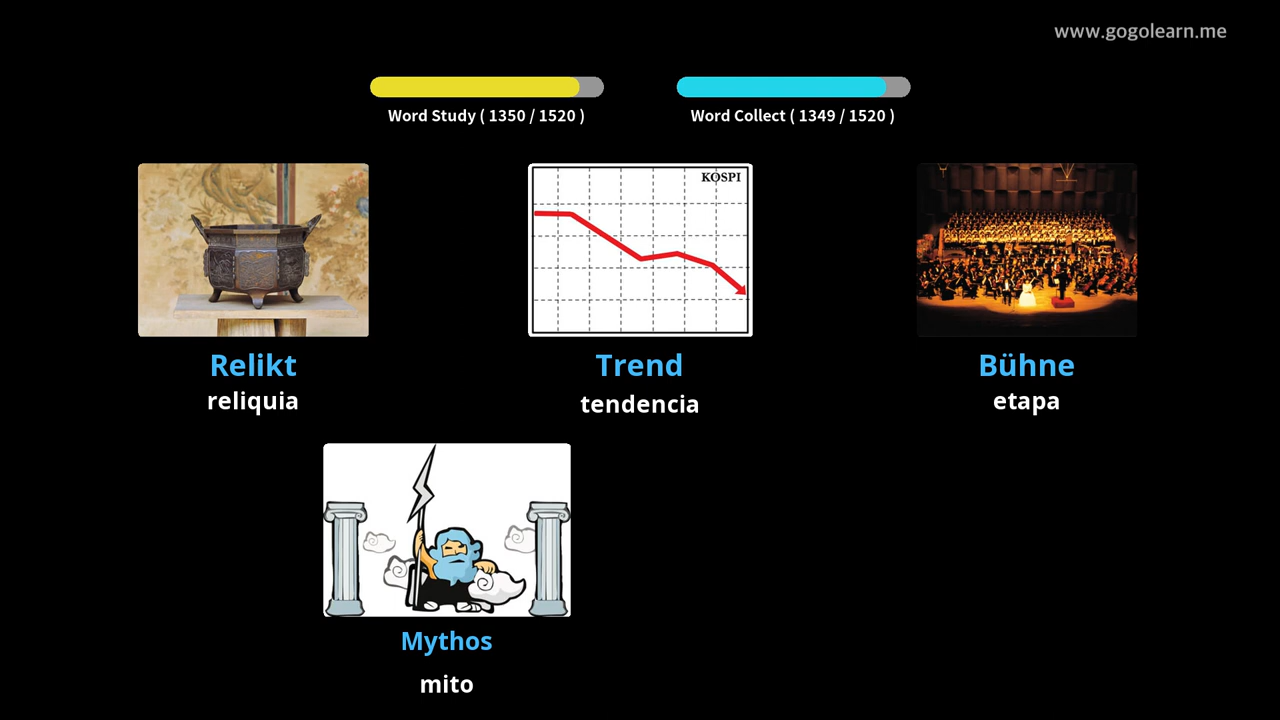 www.gogolearn.me
Word Study ( 1350 / 1520 )
Word Collect ( 1349 / 1520 )
KOSPI
Relikt
reliquia
Trend
tendencia
Bühne
etapa
Mythos
mito